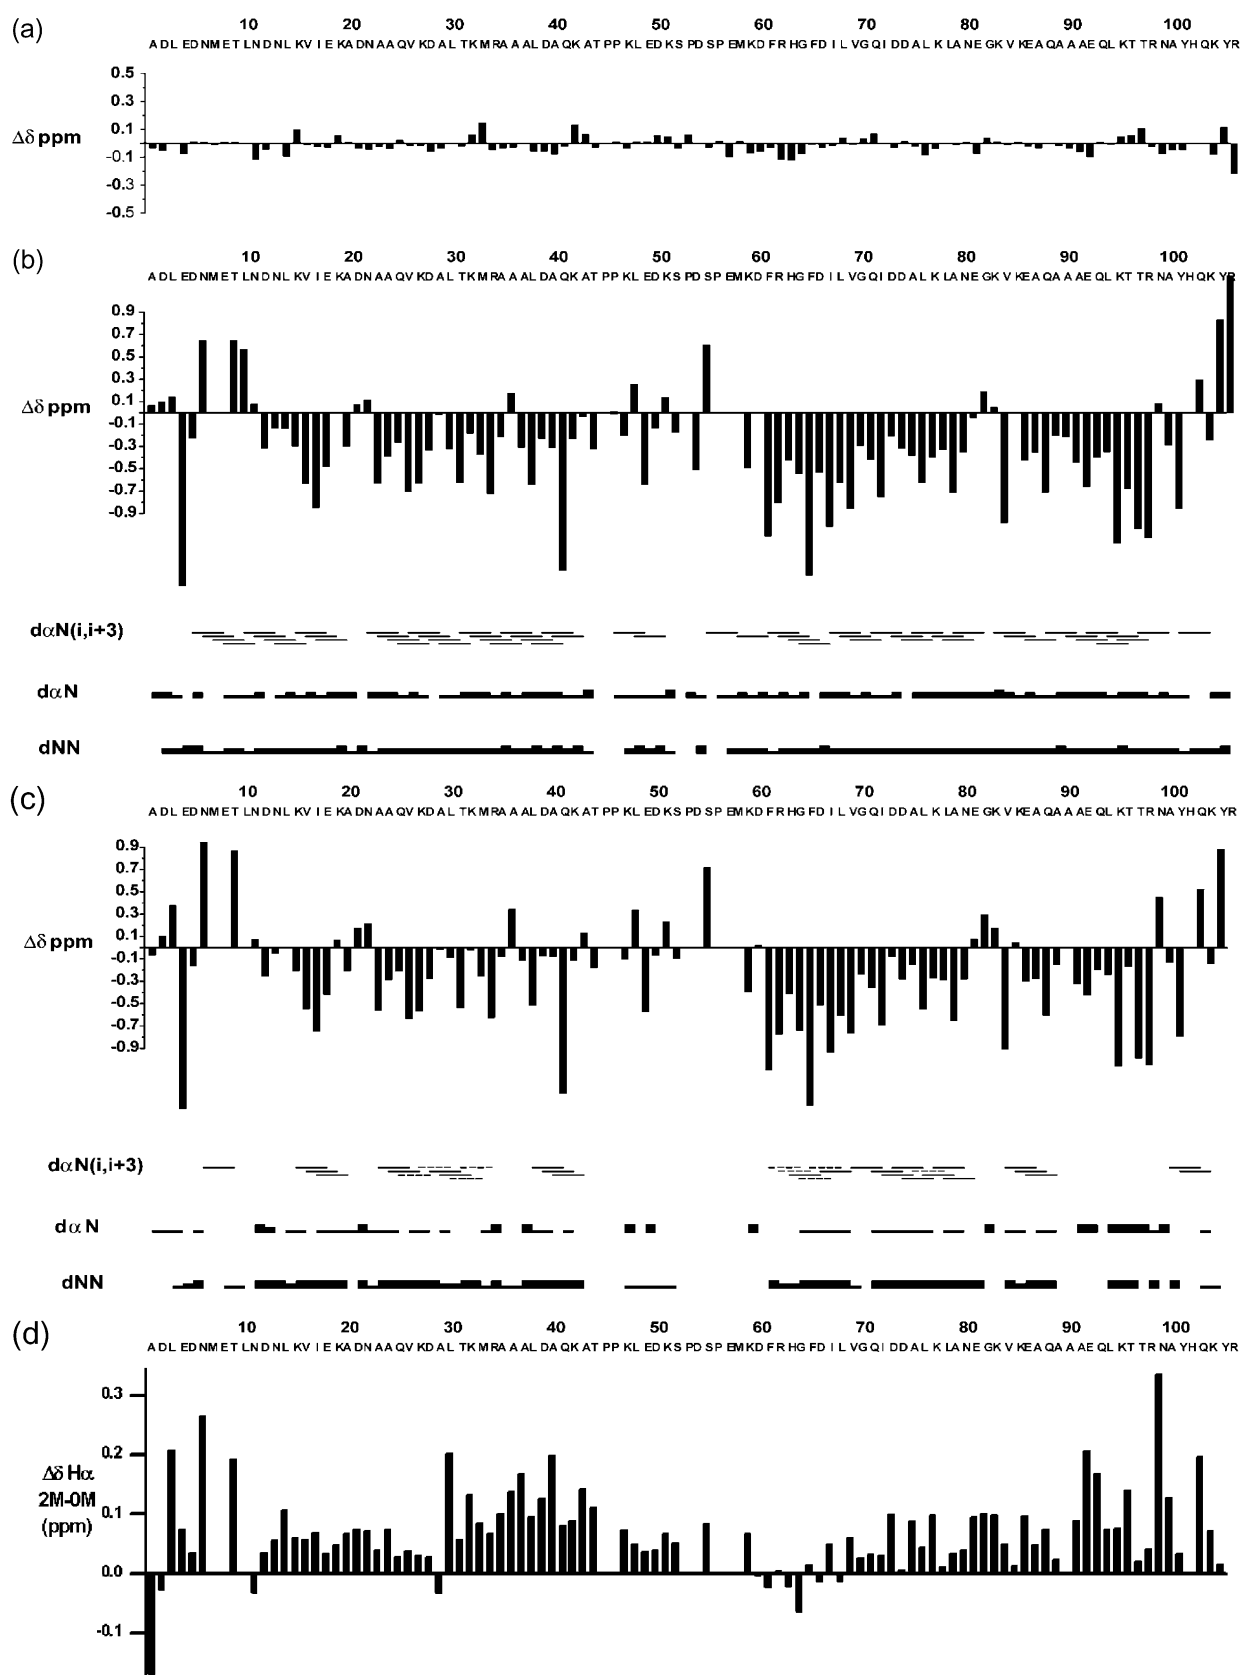 (a)
10 20 30 40 50 60 70 80 90 100
ADLEDNMETLNDNLKVIEKADNAAQVKDALTKMRAAALDAQKATPPKLEDKSPDSPEMKDFRHGFDILVGQIDDALKLANEGKVKEAQAAAEQLKTTRNAYHQKYR
0.5
0.3
0.1
Δδ ppm
-0.1
-0.3
-0.5
(b)
10 20 30 40 50 60 70 80 90 100
ADLEDNMETLNDNLKVIEKADNAAQVKDALTKMRAAALDAQKATPPKLEDKSPDSPEMKDFRHGFDILVGQIDDALKLANEGKVKEAQAAAEQLKTTRNAYHQKYR
0.9
0.7
0.5
0.3
0.1
Δδ ppm
-0.1
-0.3
-0.5
-0.7
-0.9
dαN(i,i+3)
dαN
dNN
(c)
10 20 30 40 50 60 70 80 90 100
ADLEDNMETLNDNLKVIEKADNAAQVKDALTKMRAAALDAQKATPPKLEDKSPDSPEMKDFRHGFDILVGQIDDALKLANEGKVKEAQAAAEQLKTTRNAYHQKYR
0.9
0.7
0.5
0.3
0.1
Δδ ppm
-0.1
-0.3
-0.5
-0.7
-0.9
dαN(i,i+3)
dαN
dNN
(d)
10 20 30 40 50 60 70 80 90 100
ADLEDNMETLNDNLKVIEKADNAAQVKDALTKMRAAALDAQKATPPKLEDKSPDSPEMKDFRHGFDILVGQIDDALKLANEGKVKEAQAAAEQLKTTRNAYHQKYR
0.3
0.2
Δδ Hα
2M-0M
(ppm)
0.1
0.0
-0.1